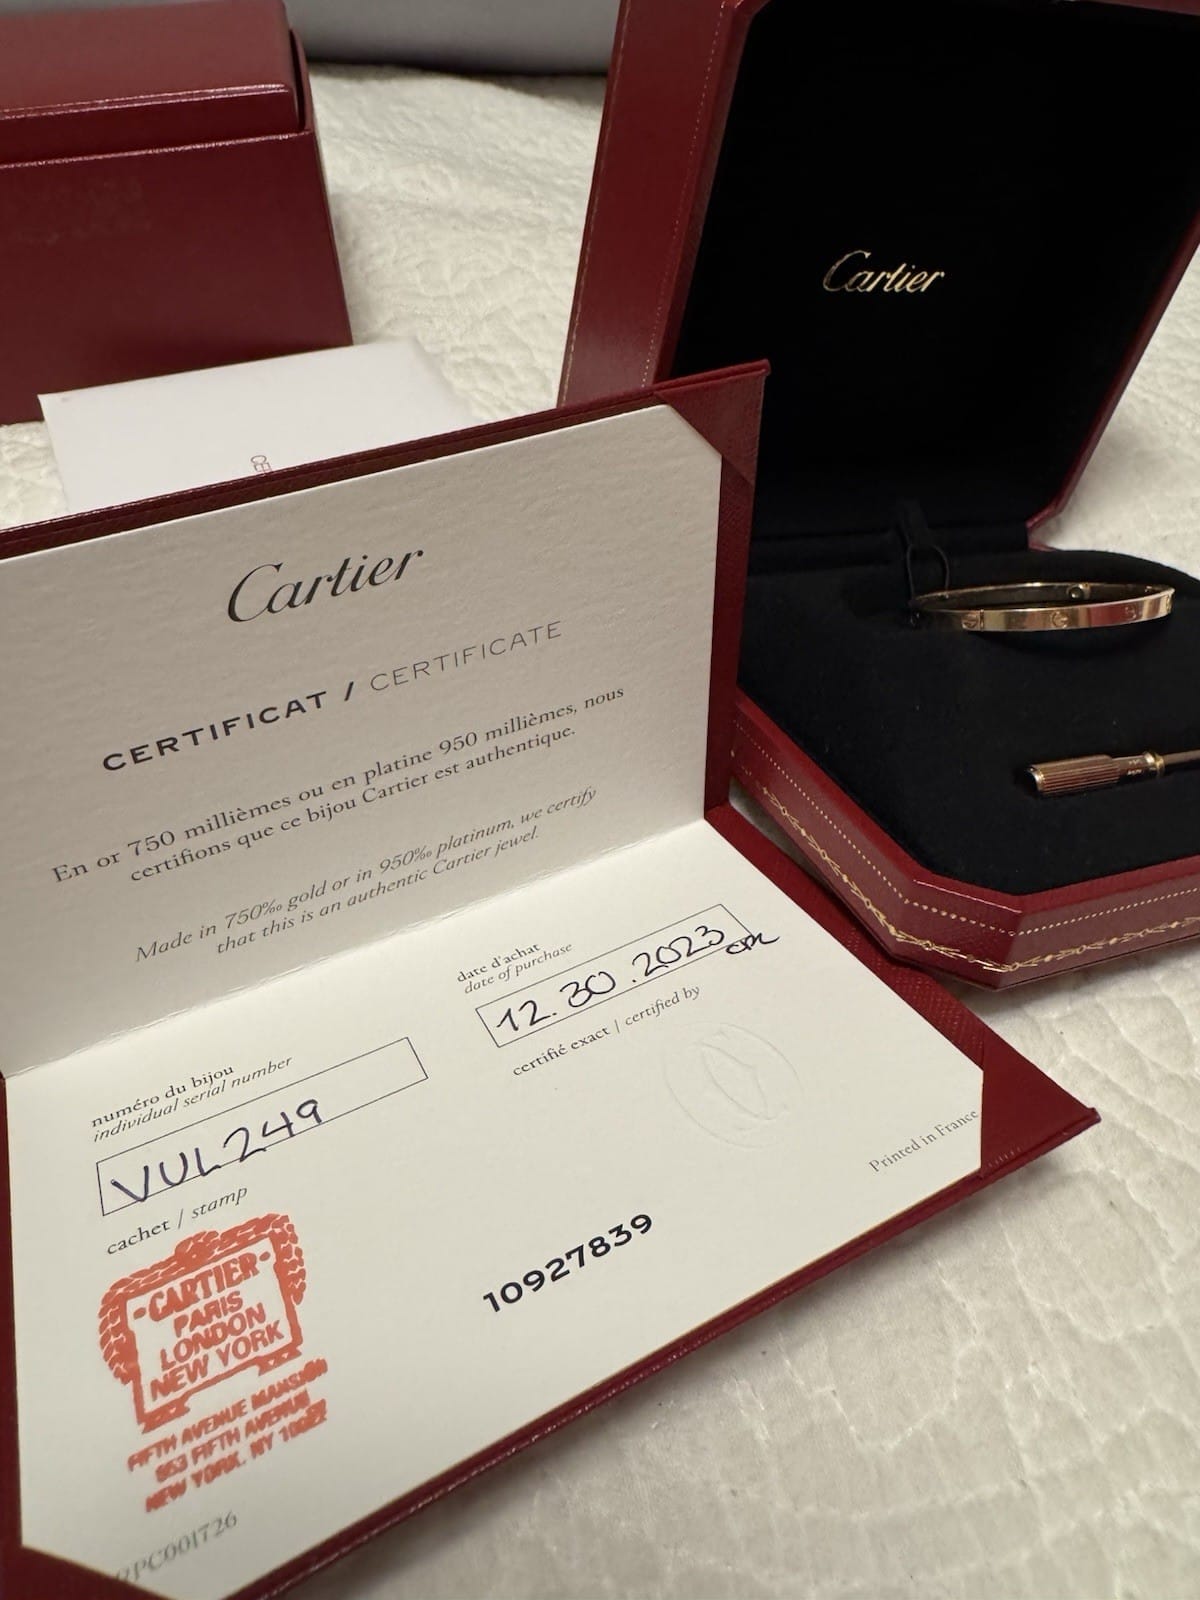 Cartier
Cartier
CERTIFICAT / CERTIFICATE
En or 750 millièmes ou en platine 950 millièmes, nous
certifions que ce bijou Cartier est authentique.
Made in 750‰ gold or in 950‰ platinum, we certify
that this is an authentic Cartier jewel.
date d'achat
date of purchase
12.30.2023
certifié exact / certified by
numéro du bijou
individual serial number
VUL249
cachet / stamp
-CARTIER-
PARIS
LONDON
NEW YORK
FIFTH AVENUE MANSION
653 FIFTH AVENUE
NEW YORK, NY 10022
10927839
Printed in France
RPC001726